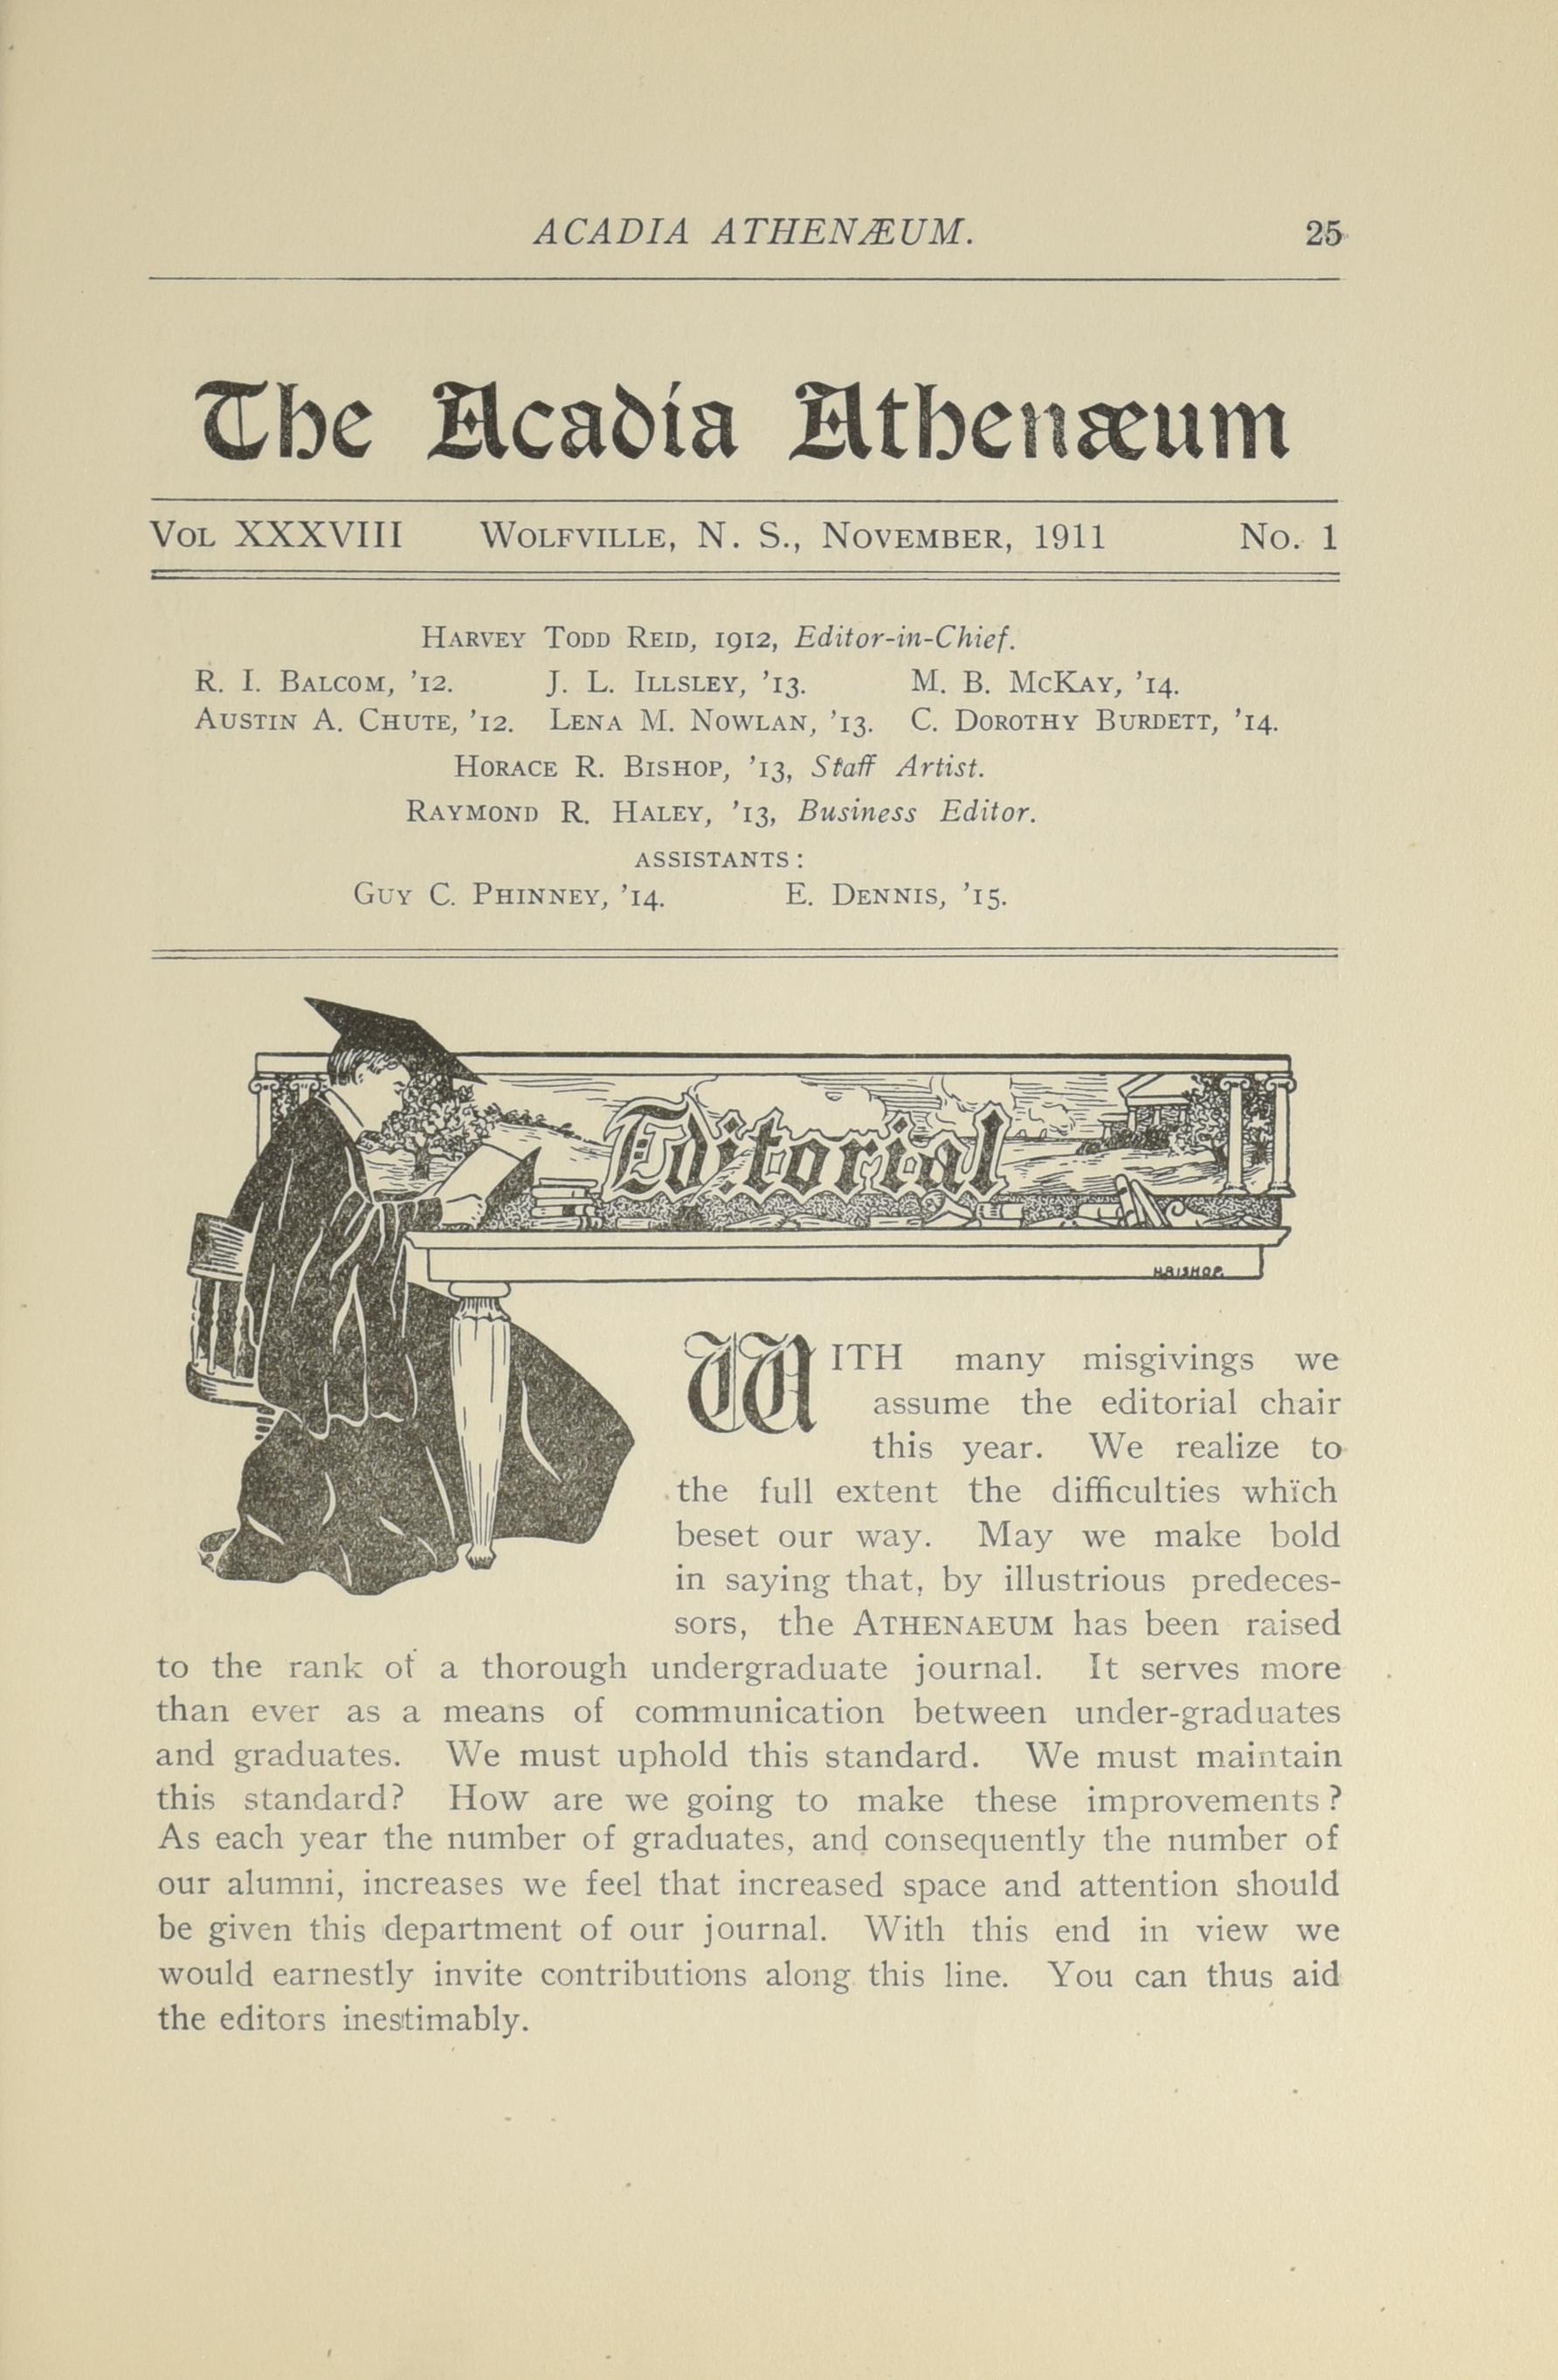 ACADIA ATHENÆUM. 25
The Acadia Athenæum
Vol XXXVIII Wolfville, N. S., November, 1911 No. 1
Harvey Todd Reid, 1912, Editor-in-Chief.
R. I. Balcom, '12. J. L. Illsley, '13. M. B. McKay, '14.
Austin A. Chute, '12. Lena M. Nowlan, '13. C. Dorothy Burdett, '14.
Horace R. Bishop, '13, Staff Artist.
Raymond R. Haley, '13, Business Editor.
ASSISTANTS:
Guy C. Phinney, '14. E. Dennis, '15.
Editorial
H.BISHOP.
WITH many misgivings we
assume the editorial chair
this year. We realize to
the full extent the difficulties which
beset our way. May we make bold
in saying that, by illustrious predeces-
sors, the ATHENAEUM has been raised
to the rank of a thorough undergraduate journal. It serves more
than ever as a means of communication between under-graduates
and graduates. We must uphold this standard. We must maintain
this standard? How are we going to make these improvements?
As each year the number of graduates, and consequently the number of
our alumni, increases we feel that increased space and attention should
be given this department of our journal. With this end in view we
would earnestly invite contributions along this line. You can thus aid
the editors inestimably.